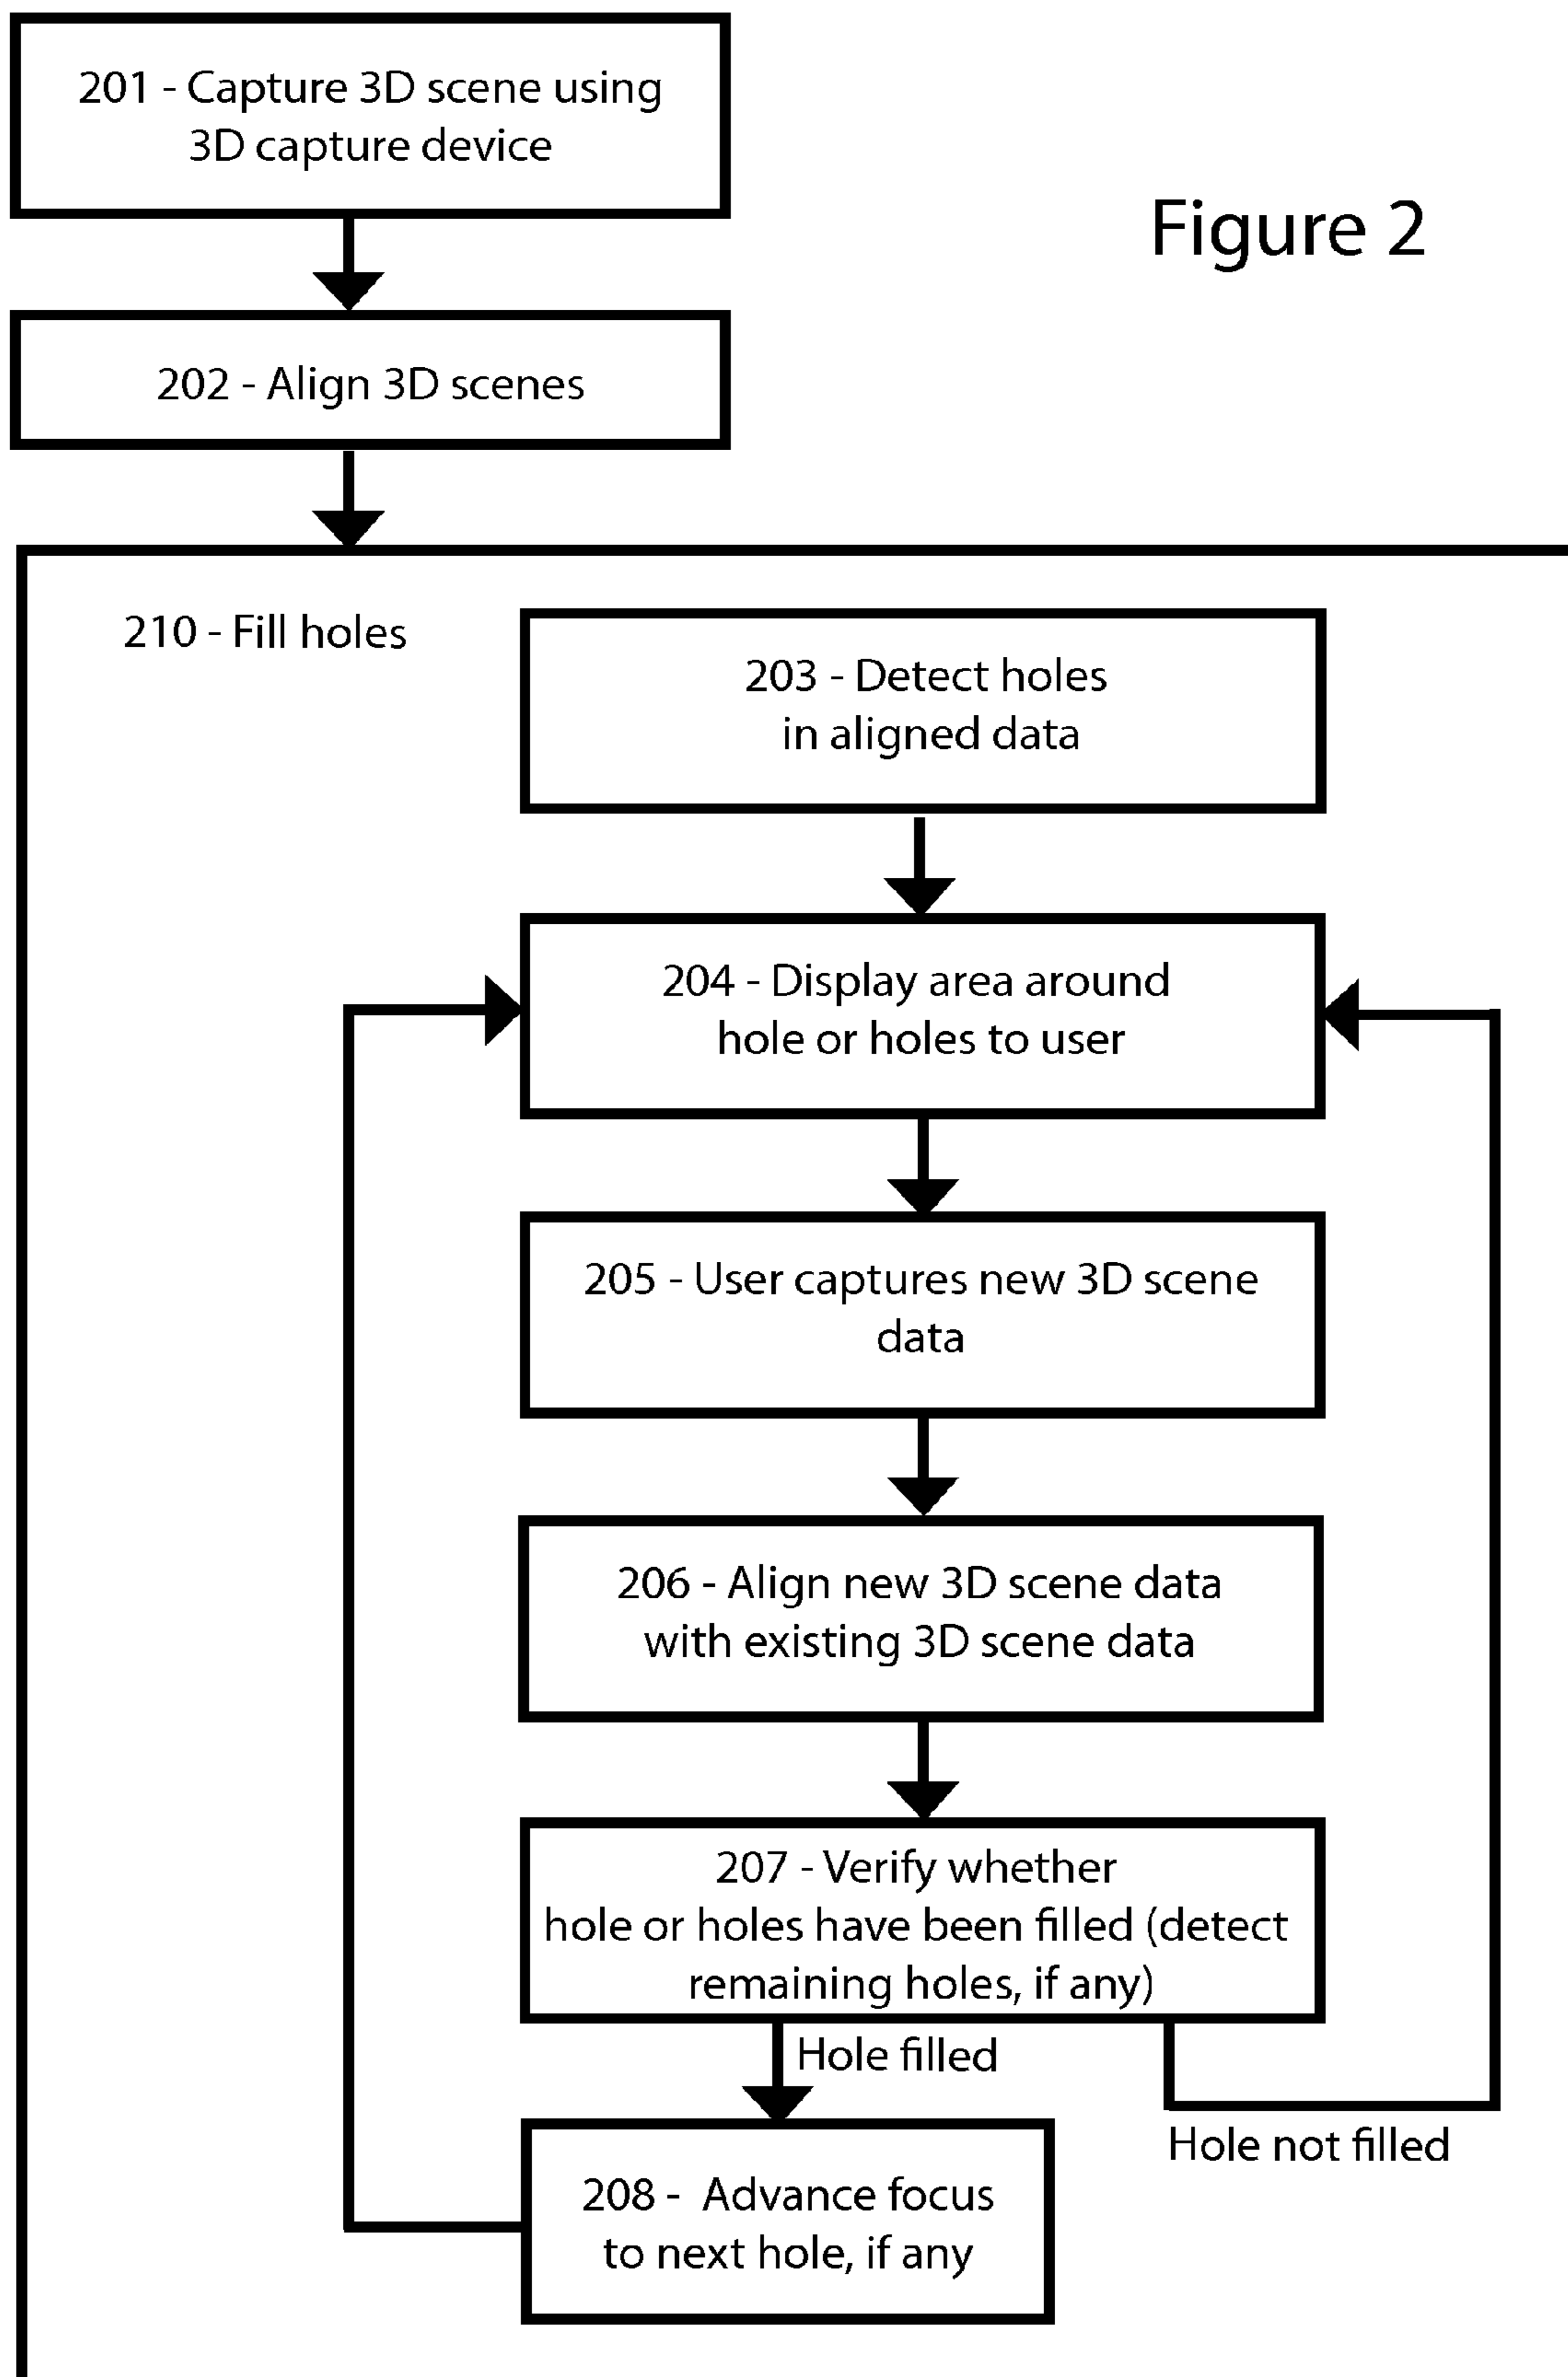 201 - Capture 3D scene using
3D capture device
Figure 2
202 - Align 3D scenes
210 - Fill holes
203 - Detect holes
in aligned data
204 - Display area around
hole or holes to user
205 - User captures new 3D scene
data
206 - Align new 3D scene data
with existing 3D scene data
207 - Verify whether
hole or holes have been filled (detect
remaining holes, if any)
Hole filled
Hole not filled
208 - Advance focus
to next hole, if any